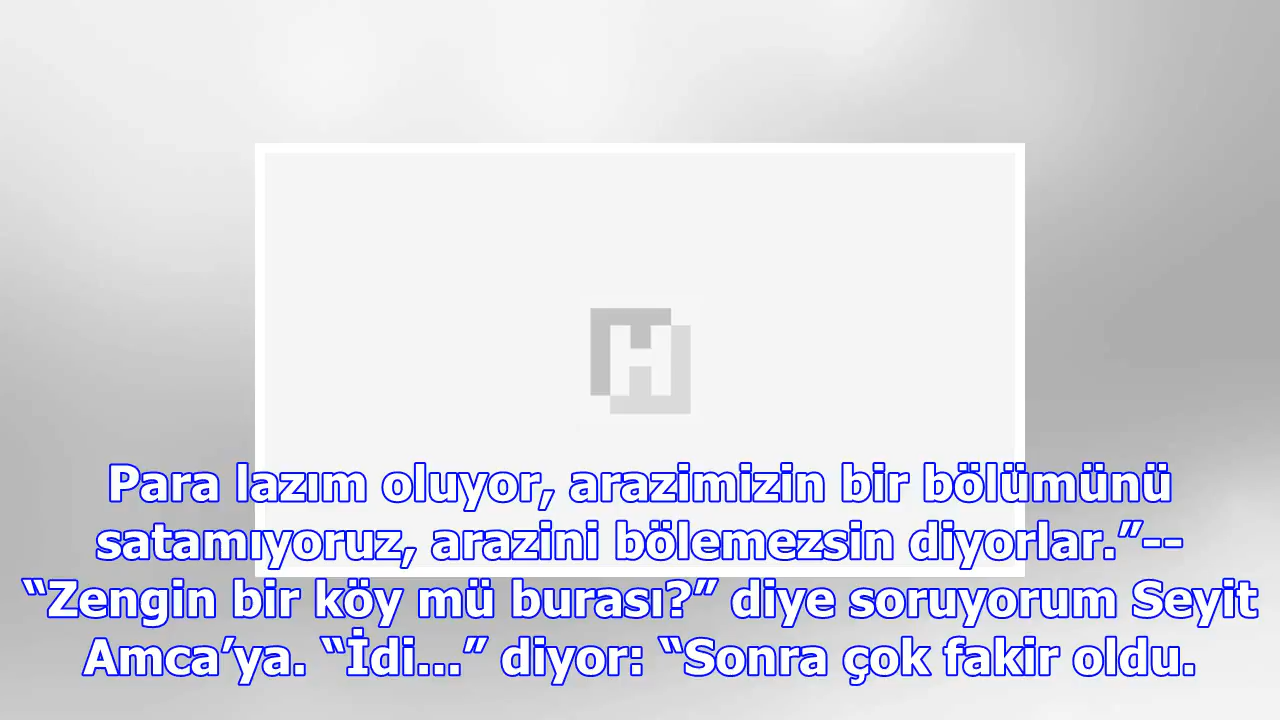 H
Para lazım oluyor, arazimizin bir bölümünü
satamıyoruz, arazini bölemezsin diyorlar.”--
“Zengin bir köy mü burası?” diye soruyorum Seyit
Amca’ya. “İdi...” diyor: “Sonra çok fakir oldu.